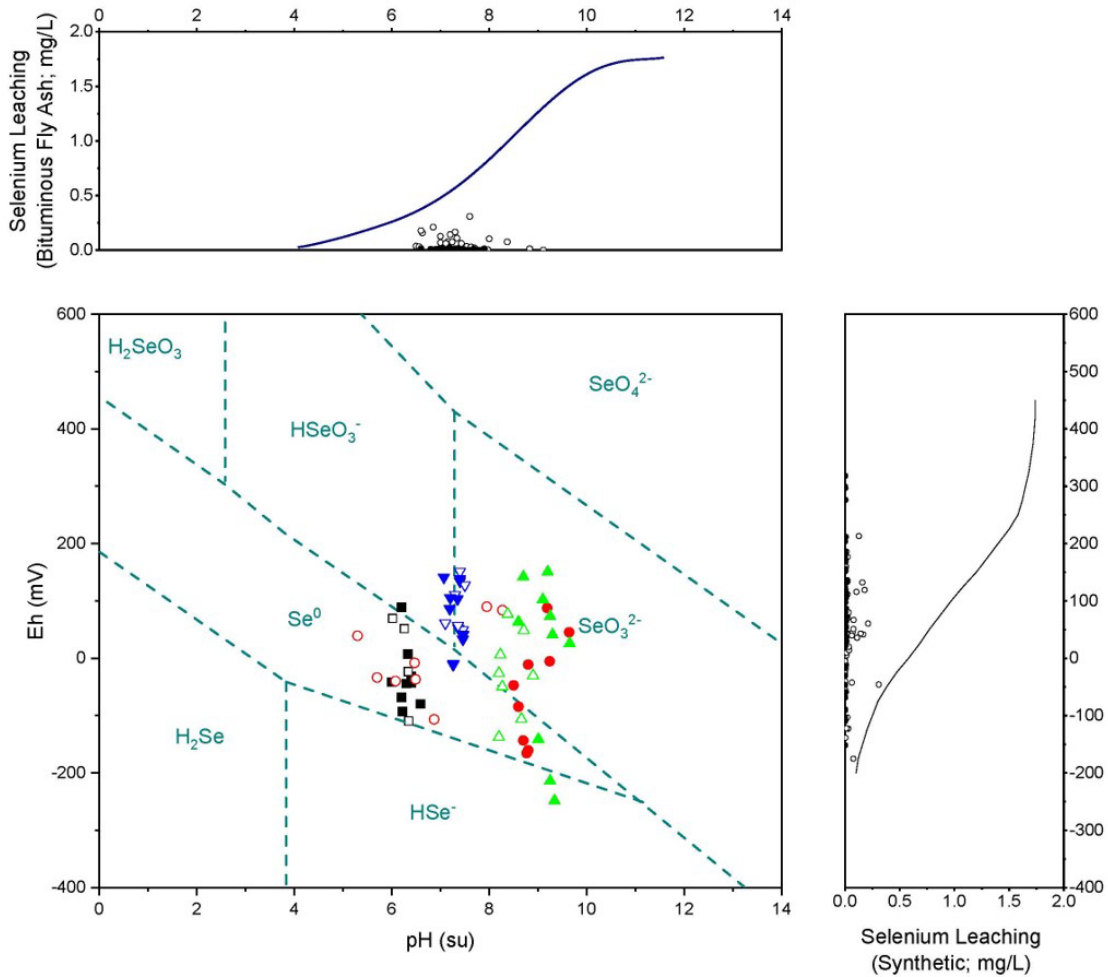 0 2 4 6 8 10 12 14
Selenium Leaching
(Bituminous Fly Ash; mg/L)
2.0
1.5
1.0
0.5
0.0
600
400
200
0
-200
-400
Eh (mV)
H₂SeO₃
HSeO₃⁻
SeO₄²⁻
Se⁰
SeO₃²⁻
H₂Se
HSe⁻
0 2 4 6 8 10 12 14
pH (su)
600
500
400
300
200
100
0
-100
-200
-300
-400
0.0 0.5 1.0 1.5 2.0
Selenium Leaching
(Synthetic; mg/L)